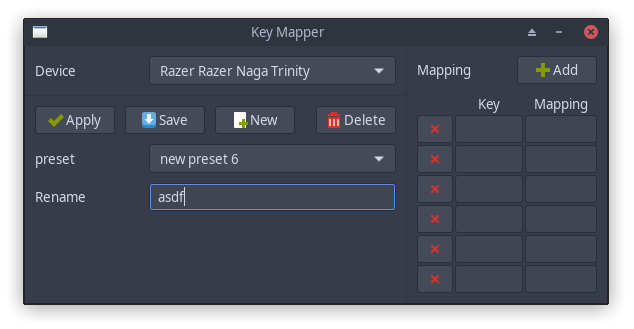 Key Mapper
Device
Razer Razer Naga Trinity
Apply
Save
New
Delete
preset
new preset 6
Rename
asdf
Mapping
Add
Key
Mapping